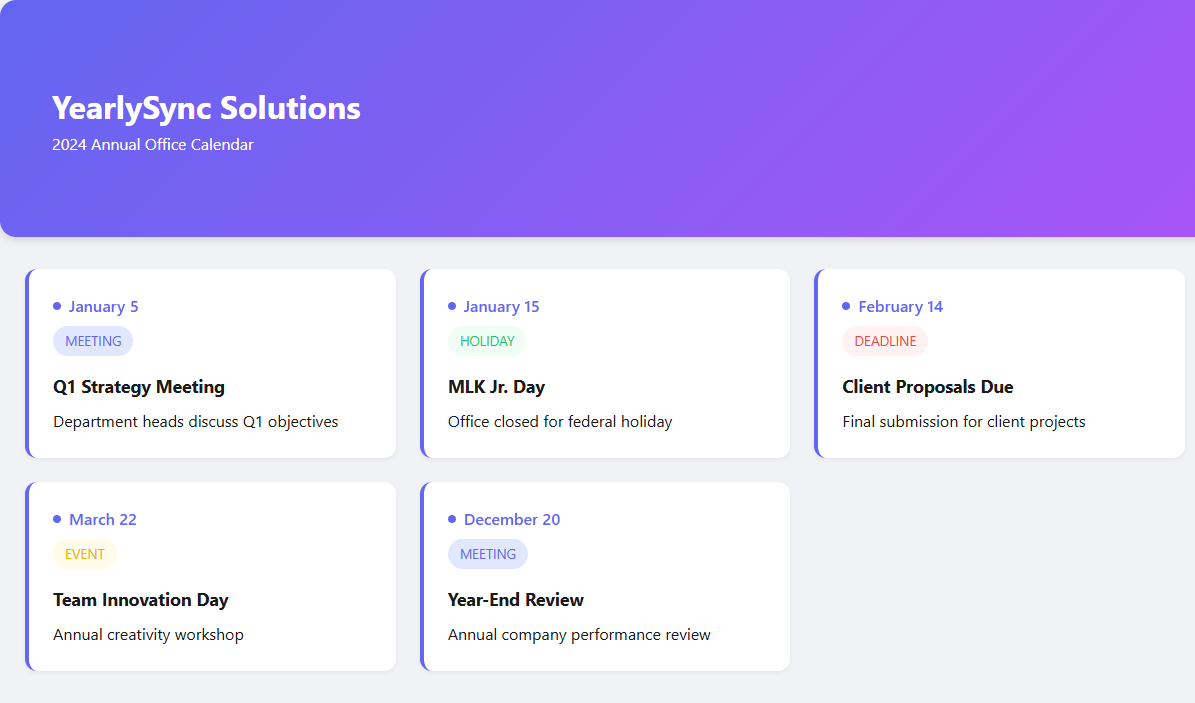 YearlySync Solutions
2024 Annual Office Calendar
January 5
MEETING
Q1 Strategy Meeting
Department heads discuss Q1 objectives
January 15
HOLIDAY
MLK Jr. Day
Office closed for federal holiday
February 14
DEADLINE
Client Proposals Due
Final submission for client projects
March 22
EVENT
Team Innovation Day
Annual creativity workshop
December 20
MEETING
Year-End Review
Annual company performance review